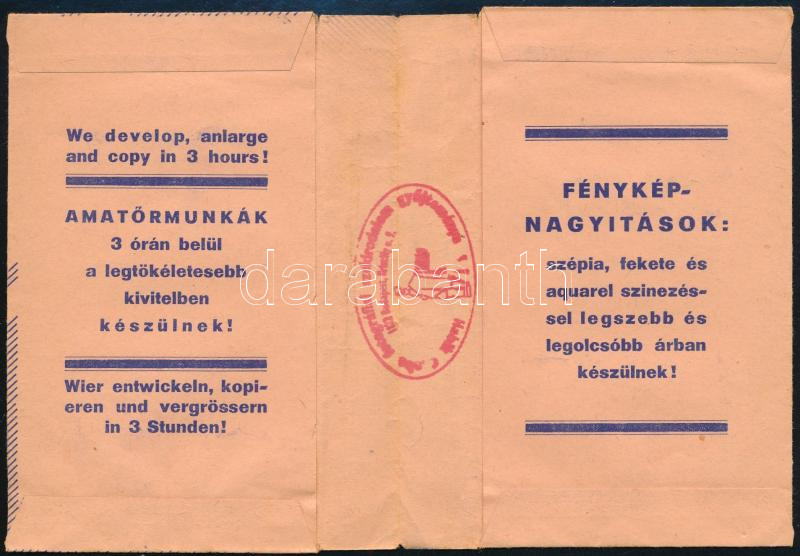 We develop, anlarge
and copy in 3 hours!
AMATŐRMUNKÁK
3 órán belül
a legtökéletesebb
kivitelben
készülnek!
Wier entwickeln, kopi-
eren und vergrössern
in 3 Stunden!
FÉNYKÉP-
NAGYITÁSOK:
szépia, fekete és
aquarel szinezés-
sel legszebb és
legolcsóbb árban
készülnek!
darabanth